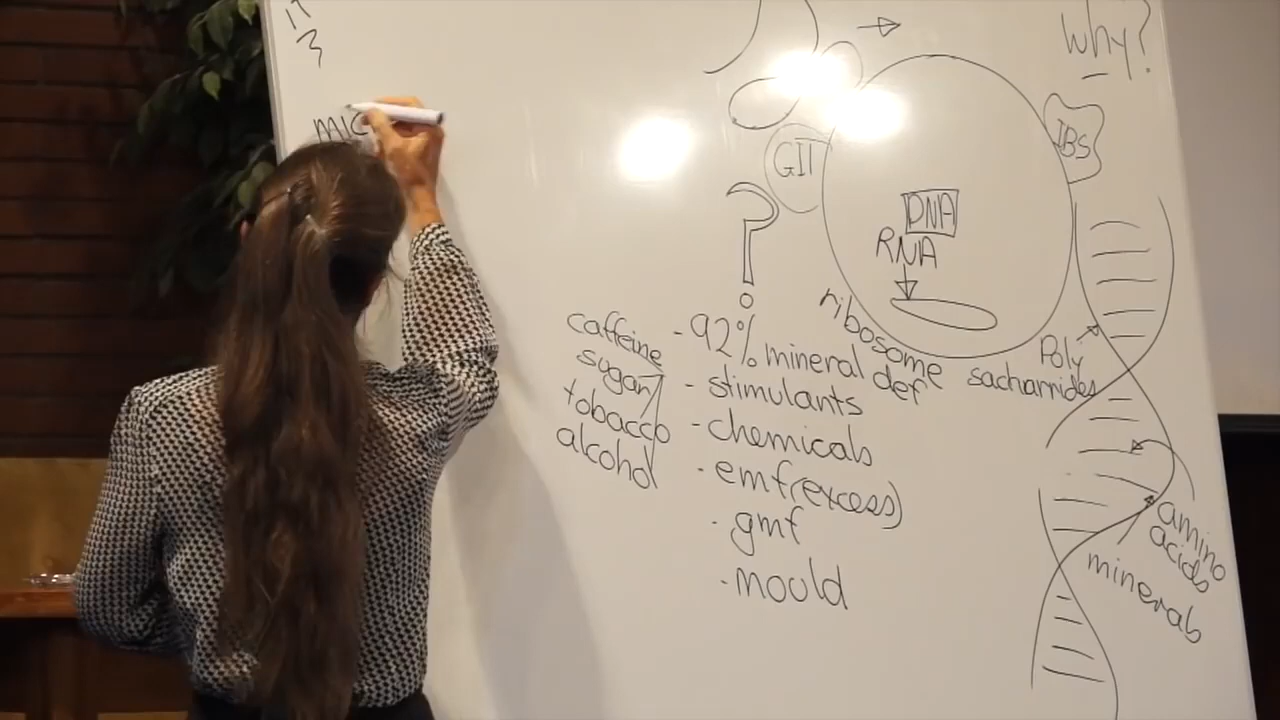 why?
MIC
IBS
GIT
DNA
RNA
ribosome
Poly
sacharrides
caffeine
sugar
tobacco
alcohol
- 92% mineral def
- stimulants
- chemicals
- emf(excess)
- gmf
- mould
amino
acids
minerals